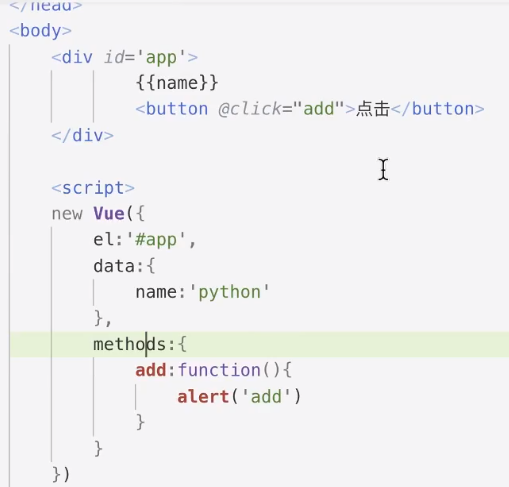 </head>
<body>
<div id='app'>
{{name}}
<button @click="add">点击</button>
</div>
<script>
new Vue({
el:'#app',
data:{
name:'python'
},
methods:{
add:function(){
alert('add')
}
}
})